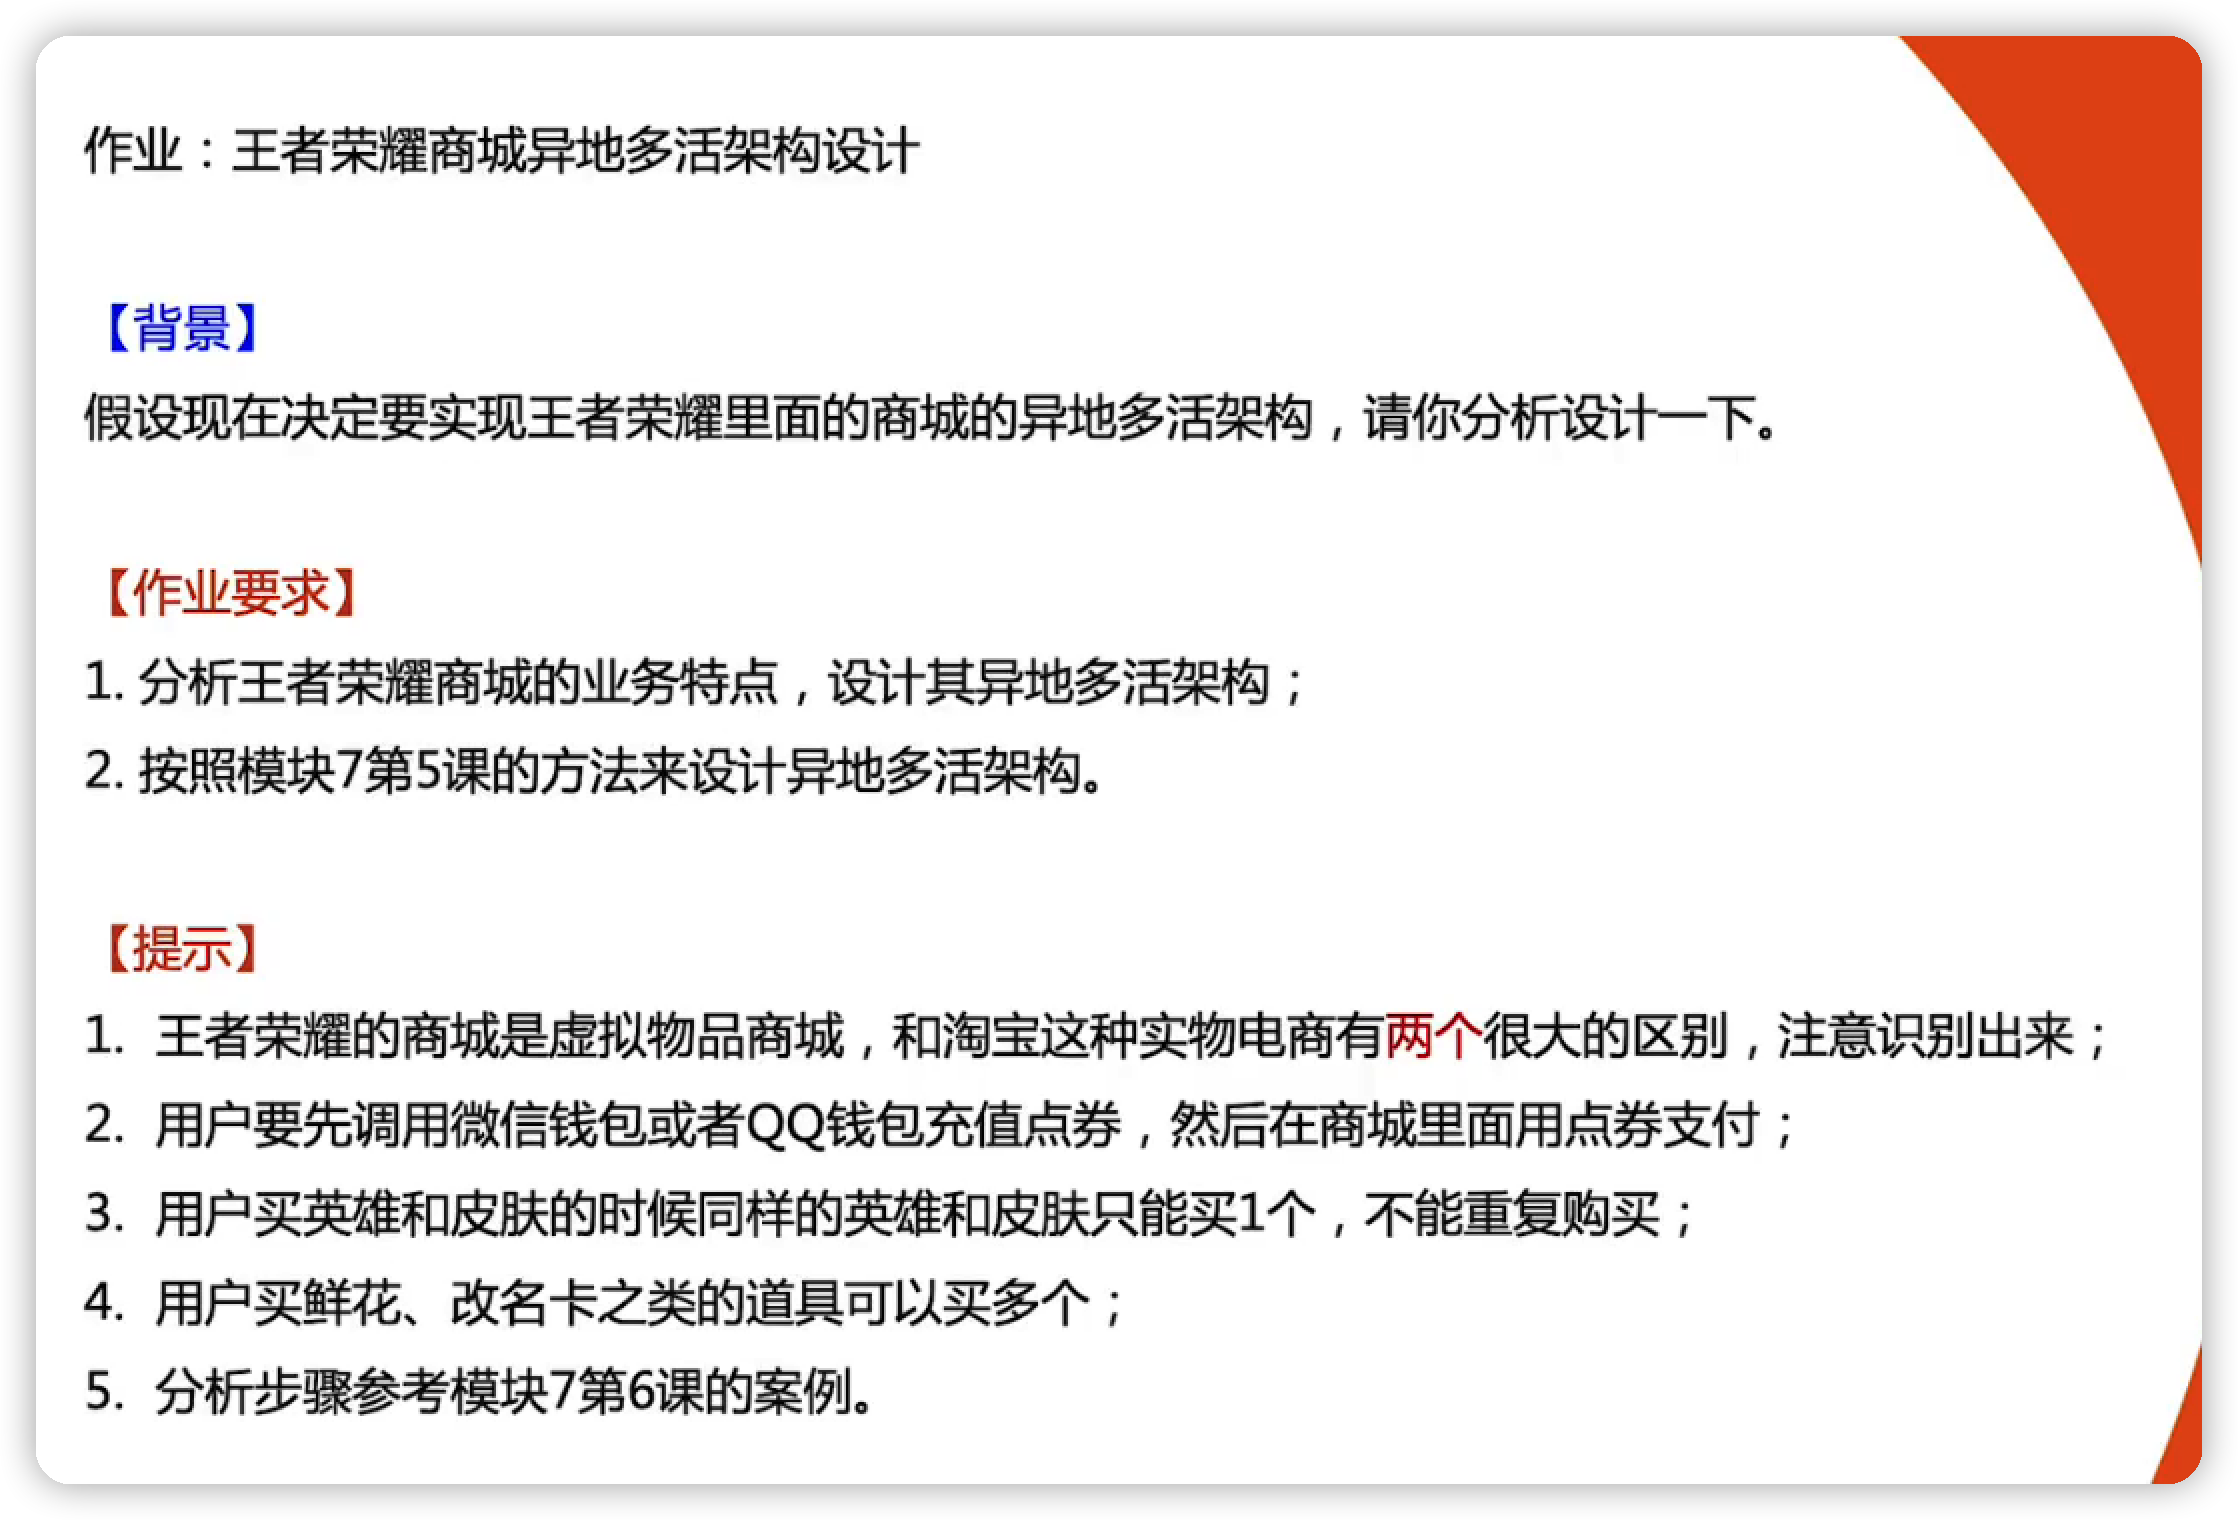 作业：王者荣耀商城异地多活架构设计
【背景】
假设现在决定要实现王者荣耀里面的商城的异地多活架构，请你分析设计一下。
【作业要求】
1. 分析王者荣耀商城的业务特点，设计其异地多活架构；
2. 按照模块7第5课的方法来设计异地多活架构。
【提示】
1. 王者荣耀的商城是虚拟物品商城，和淘宝这种实物电商有两个很大的区别，注意识别出来；
2. 用户要先调用微信钱包或者QQ钱包充值点券，然后在商城里面用点券支付；
3. 用户买英雄和皮肤的时候同样的英雄和皮肤只能买1个，不能重复购买；
4. 用户买鲜花、改名卡之类的道具可以买多个；
5. 分析步骤参考模块7第6课的案例。